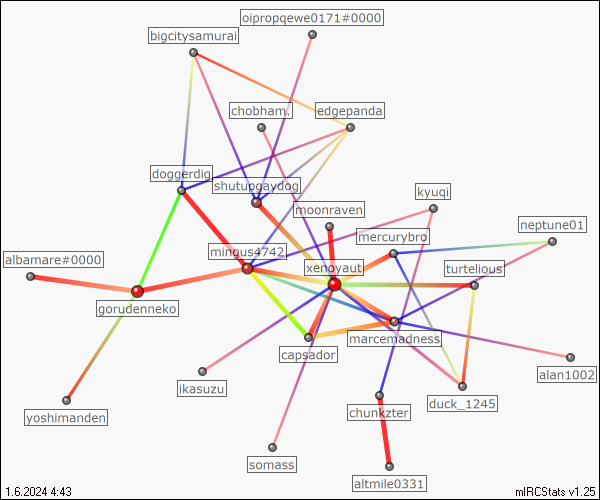 oipropqewe0171#0000
bigcitysamurai
chobham.
edgepanda
doggerdig
shutupgaydog
kyuqi
moonraven
neptune01
mercurybro
mingus4742
albamare#0000
xenoyaut
turtelious
gorudenneko
marcemadness
capsador
alan1002
ikasuzu
duck_1245
chunkzter
yoshimanden
somass
altmile0331
1.6.2024 4:43
mIRCStats v1.25